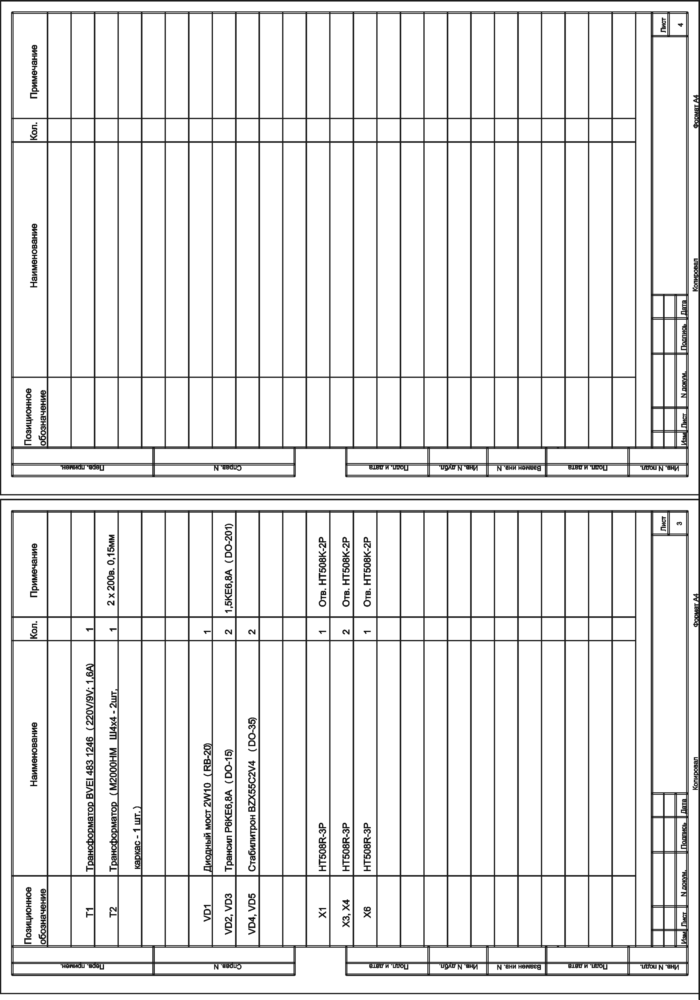 Позиционное
обозначение
Наименование
Кол.
Примечание
T1 Трансформатор BVEI 483 1246 ( 220V/9V; 1,6A) 1
T2 Трансформатор ( М2000НМ Ш4х4 - 2шт, 1 2 х 200в. 0,15мм
каркас - 1 шт. )
VD1 Диодный мост 2W10 ( RB-20) 1
VD2, VD3 Трансил P6KE6,8A ( DO-15) 2 1,5KE6,8A ( DO-201)
VD4, VD5 Стабилитрон BZX55C2V4 ( DO-35) 2
X1 HT508R-3P 1 Отв. HT508K-2P
X3, X4 HT508R-3P 2 Отв. HT508K-2P
X6 HT508R-3P 1 Отв. HT508K-2P
Перв. примен.
Справ. N
Подп. и дата
Инв. N дубл.
Взамен инв. N
Подп. и дата
Инв. N подл.
Изм Лист N докум. Подпись Дата
Лист
3
Копировал
Формат А4
Позиционное
обозначение
Наименование
Кол.
Примечание
Перв. примен.
Справ. N
Подп. и дата
Инв. N дубл.
Взамен инв. N
Подп. и дата
Инв. N подл.
Изм Лист N докум. Подпись Дата
Лист
4
Копировал
Формат А4